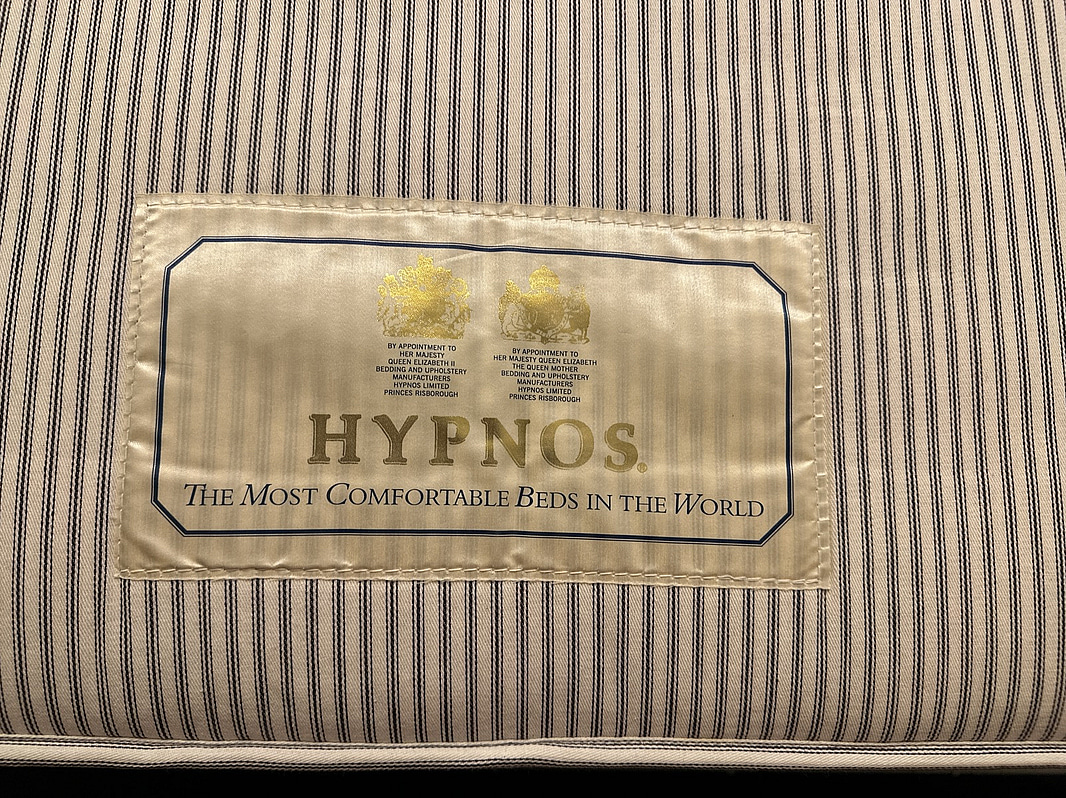 BY APPOINTMENT TO
HER MAJESTY
QUEEN ELIZABETH II
BEDDING AND UPHOLSTERY
MANUFACTURERS
HYPNOS LIMITED
PRINCES RISBOROUGH
BY APPOINTMENT TO
HER MAJESTY QUEEN ELIZABETH
THE QUEEN MOTHER
BEDDING AND UPHOLSTERY
MANUFACTURERS
HYPNOS LIMITED
PRINCES RISBOROUGH
HYPNOS®
THE MOST COMFORTABLE BEDS IN THE WORLD